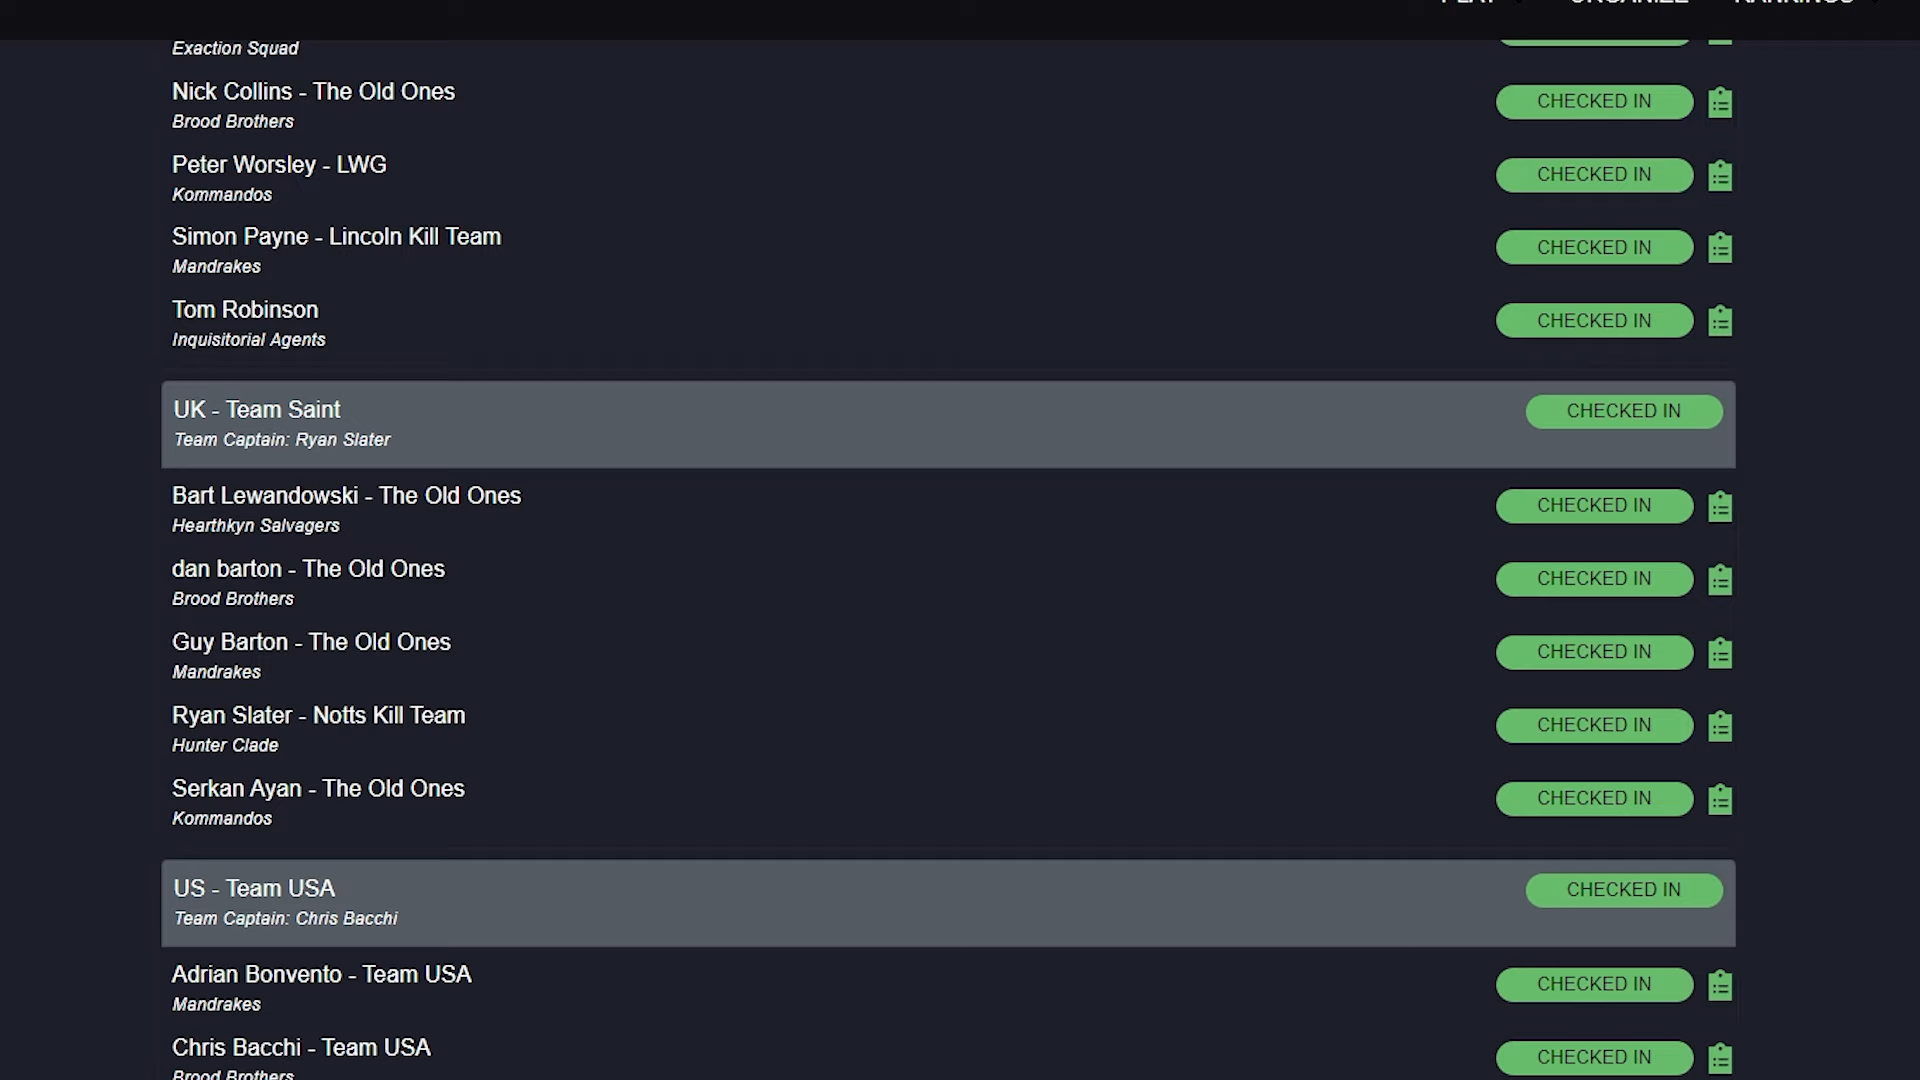 PLAY ORGANIZE RANKINGS
Exaction Squad
Nick Collins - The Old Ones
CHECKED IN
Brood Brothers
Peter Worsley - LWG
CHECKED IN
Kommandos
Simon Payne - Lincoln Kill Team
CHECKED IN
Mandrakes
Tom Robinson
CHECKED IN
Inquisitorial Agents
UK - Team Saint
CHECKED IN
Team Captain: Ryan Slater
Bart Lewandowski - The Old Ones
CHECKED IN
Hearthkyn Salvagers
dan barton - The Old Ones
CHECKED IN
Brood Brothers
Guy Barton - The Old Ones
CHECKED IN
Mandrakes
Ryan Slater - Notts Kill Team
CHECKED IN
Hunter Clade
Serkan Ayan - The Old Ones
CHECKED IN
Kommandos
US - Team USA
CHECKED IN
Team Captain: Chris Bacchi
Adrian Bonvento - Team USA
CHECKED IN
Mandrakes
Chris Bacchi - Team USA
CHECKED IN
Brood Brothers